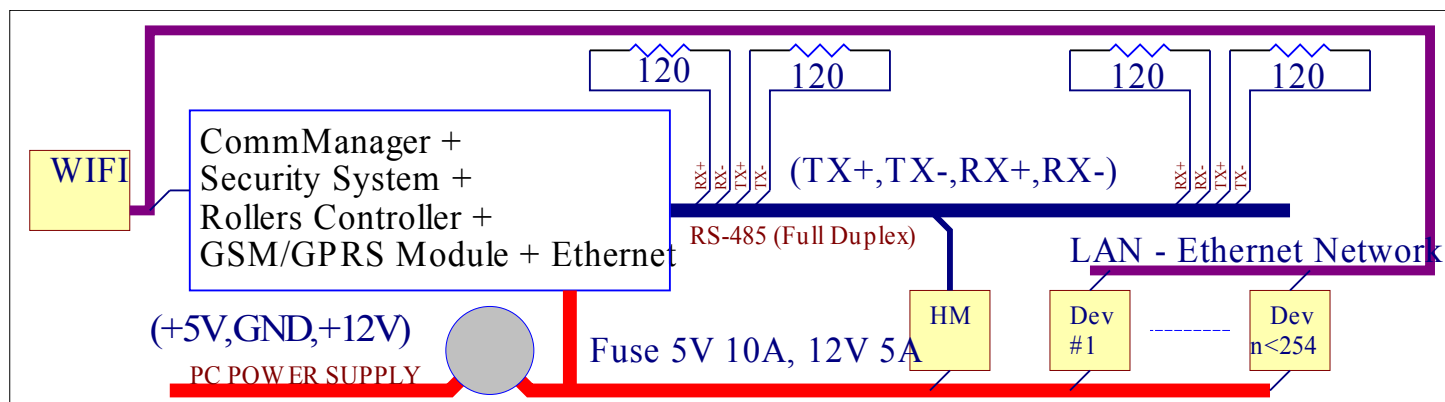 120
120
120
120
WIFI
CommManager +
Security System +
Rollers Controller +
GSM/GPRS Module + Ethernet
RX+
RX-
TX+
TX-
(TX+,TX-,RX+,RX-)
RX+
RX-
TX+
TX-
RS-485 (Full Duplex)
LAN - Ethernet Network
(+5V,GND,+12V)
PC POWER SUPPLY
Fuse 5V 10A, 12V 5A
HM
Dev
#1
Dev
n<254